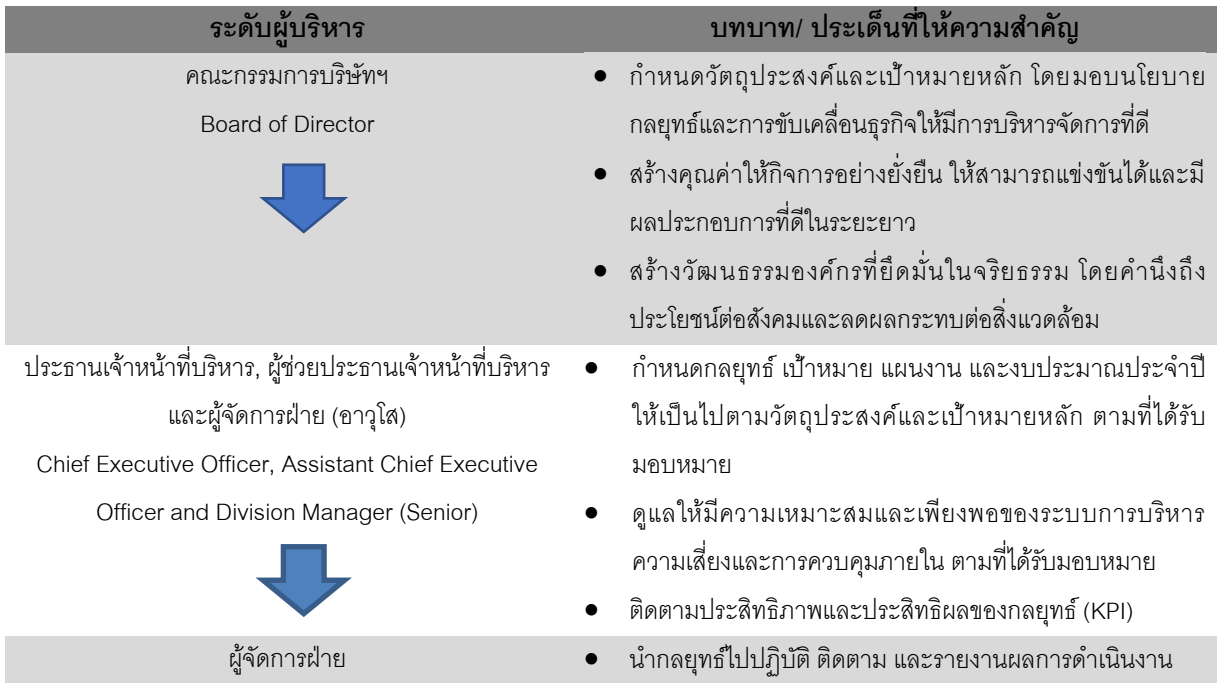 ระดับผู้บริหาร
บทบาท/ ประเด็นที่ให้ความสำคัญ
คณะกรรมการบริษัทฯ
Board of Director
● กำหนดวัตถุประสงค์และเป้าหมายหลัก โดยมอบนโยบาย
กลยุทธ์และการขับเคลื่อนธุรกิจให้มีการบริหารจัดการที่ดี
● สร้างคุณค่าให้กิจการอย่างยั่งยืน ให้สามารถแข่งขันได้และมี
ผลประกอบการที่ดีในระยะยาว
● สร้างวัฒนธรรมองค์กรที่ยึดมั่นในจริยธรรม โดยคำนึงถึง
ประโยชน์ต่อสังคมและลดผลกระทบต่อสิ่งแวดล้อม
ประธานเจ้าหน้าที่บริหาร, ผู้ช่วยประธานเจ้าหน้าที่บริหาร
และผู้จัดการฝ่าย (อาวุโส)
Chief Executive Officer, Assistant Chief Executive
Officer and Division Manager (Senior)
● กำหนดกลยุทธ์ เป้าหมาย แผนงาน และงบประมาณประจำปี
ให้เป็นไปตามวัตถุประสงค์และเป้าหมายหลัก ตามที่ได้รับ
มอบหมาย
● ดูแลให้มีความเหมาะสมและเพียงพอของระบบการบริหาร
ความเสี่ยงและการควบคุมภายใน ตามที่ได้รับมอบหมาย
● ติดตามประสิทธิภาพและประสิทธิผลของกลยุทธ์ (KPI)
ผู้จัดการฝ่าย
● นำกลยุทธ์ไปปฏิบัติ ติดตาม และรายงานผลการดำเนินงาน